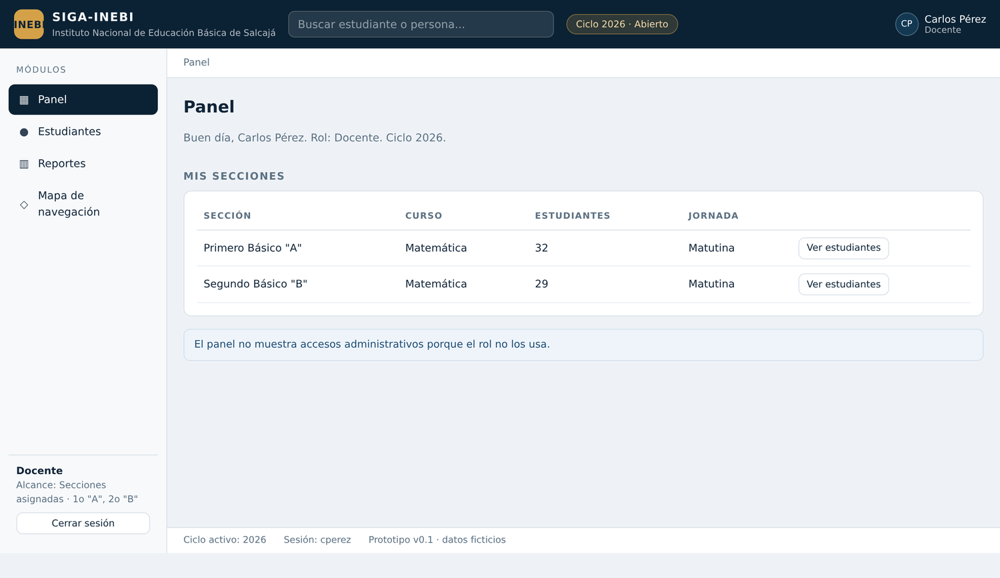 INEBI
SIGA-INEBI
Instituto Nacional de Educación Básica de Salcajá
Buscar estudiante o persona...
Ciclo 2026 · Abierto
CP
Carlos Pérez
Docente
MÓDULOS
Panel
Estudiantes
Reportes
Mapa de
navegación
Docente
Alcance: Secciones
asignadas · 1o "A", 2o "B"
Cerrar sesión
Panel
Panel
Buen día, Carlos Pérez. Rol: Docente. Ciclo 2026.
MIS SECCIONES
SECCIÓN CURSO ESTUDIANTES JORNADA
Primero Básico "A" Matemática 32 Matutina Ver estudiantes
Segundo Básico "B" Matemática 29 Matutina Ver estudiantes
El panel no muestra accesos administrativos porque el rol no los usa.
Ciclo activo: 2026 Sesión: cperez Prototipo v0.1 · datos ficticios